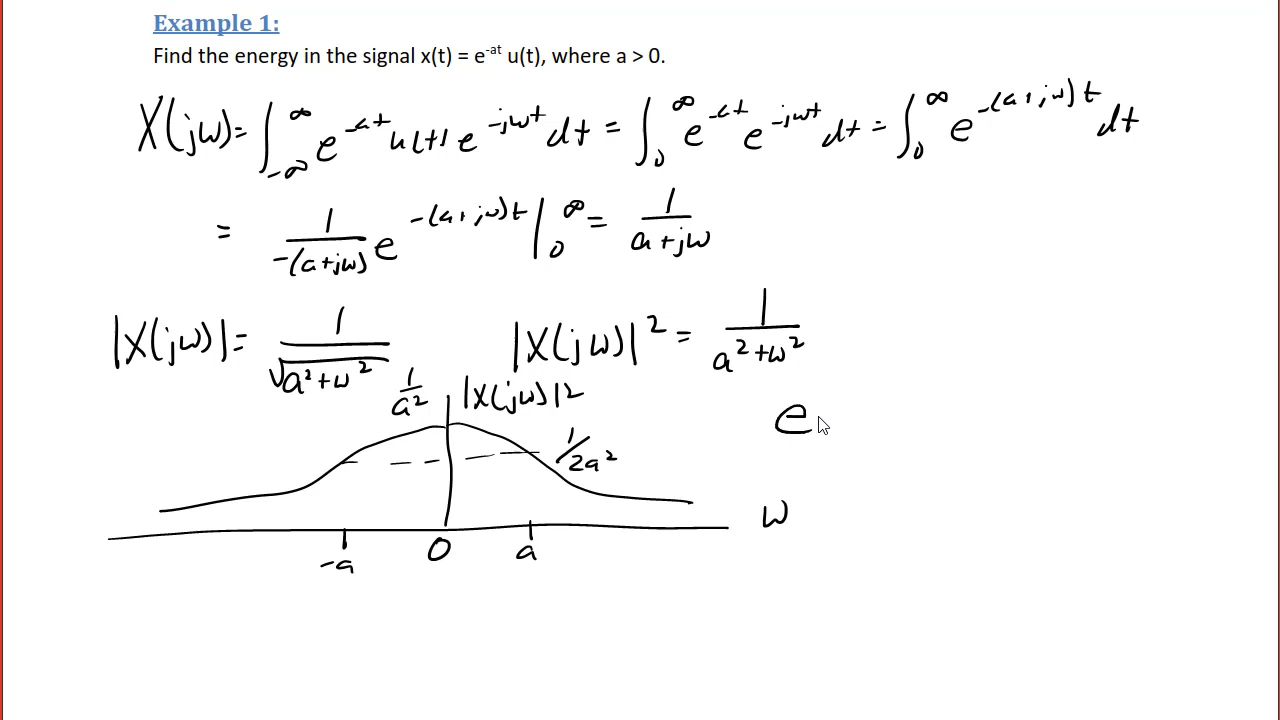 Example 1:
Find the energy in the signal x(t) = e^-at u(t), where a > 0.
X(jω) = ∫_-∞^∞ e^-at u(t) e^-jωt dt = ∫_0^∞ e^-at e^-jωt dt = ∫_0^∞ e^-(a+jω)t dt
= 1/-(a+jω) e^-(a+jω)t |_0^∞ = 1/a+jω
|X(jω)| = 1/√a²+ω² |X(jω)|² = 1/a²+ω²
1/a² |X(jω)|2
e
1/2a²
ω
-a 0 a